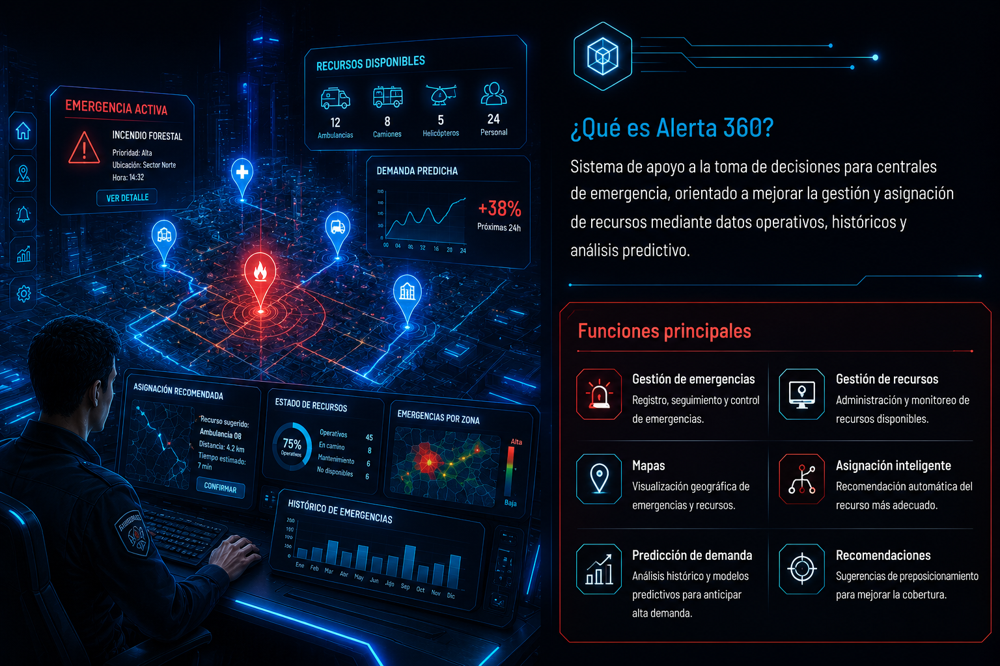 EMERGENCIA ACTIVA
INCENDIO FORESTAL
Prioridad: Alta
Ubicación: Sector Norte
Hora: 14:32
VER DETALLE
RECURSOS DISPONIBLES
12
Ambulancias
8
Camiones
5
Helicópteros
24
Personal
DEMANDA PREDICHA
+38%
Próximas 24h
00 04 12 16 20 24
ASIGNACIÓN RECOMENDADA
Recurso sugerido:
Ambulancia 08
Distancia: 4.2 km
Tiempo estimado:
7 min
CONFIRMAR
ESTADO DE RECURSOS
75%
Operativos
Operativos 45
En camino 8
Mantenimiento 6
No disponibles 6
EMERGENCIAS POR ZONA
Alta
Baja
HISTÓRICO DE EMERGENCIAS
200
100
0
Ene Feb Mar Abr May Jun Sep Oct Nov Dic
¿Qué es Alerta 360?
Sistema de apoyo a la toma de decisiones para centrales
de emergencia, orientado a mejorar la gestión y asignación
de recursos mediante datos operativos, históricos y
análisis predictivo.
Funciones principales
Gestión de emergencias
Registro, seguimiento y control
de emergencias.
Gestión de recursos
Administración y monitoreo de
recursos disponibles.
Mapas
Visualización geográfica de
emergencias y recursos.
Asignación inteligente
Recomendación automática del
recurso más adecuado.
Predicción de demanda
Análisis histórico y modelos
predictivos para anticipar
alta demanda.
Recomendaciones
Sugerencias de preposicionamiento
para mejorar la cobertura.